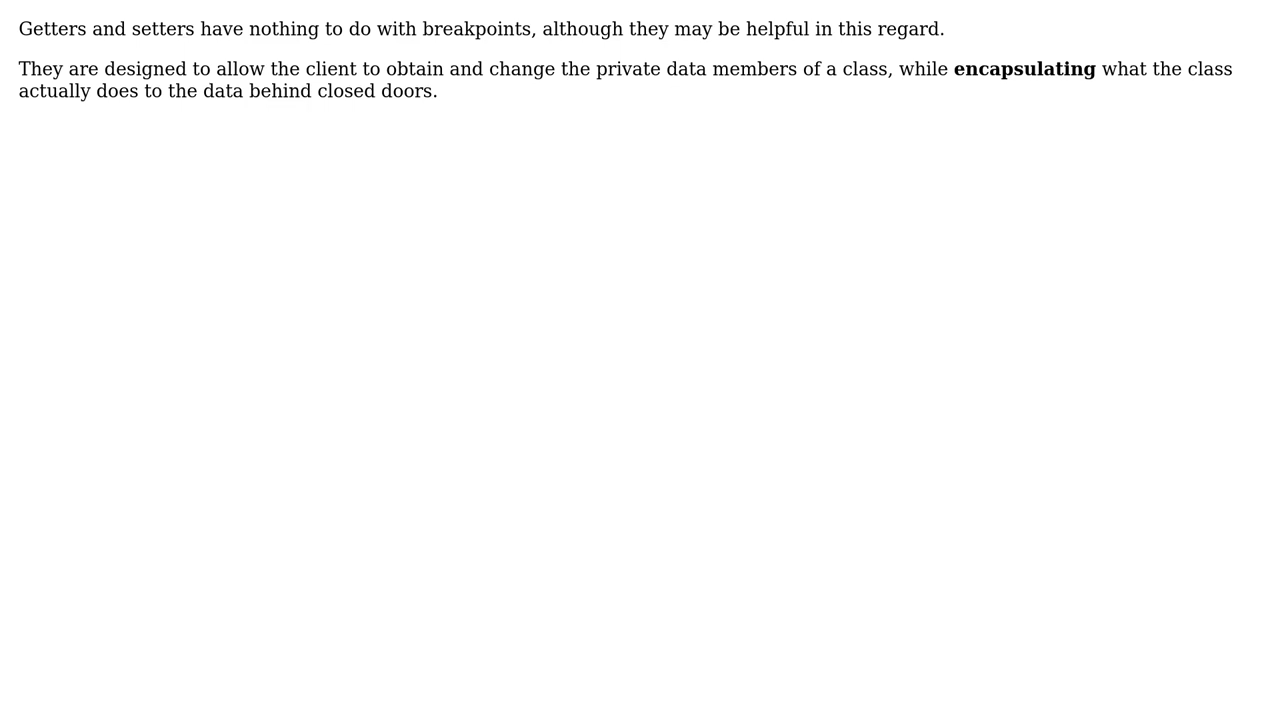 Getters and setters have nothing to do with breakpoints, although they may be helpful in this regard.
They are designed to allow the client to obtain and change the private data members of a class, while encapsulating what the class
actually does to the data behind closed doors.